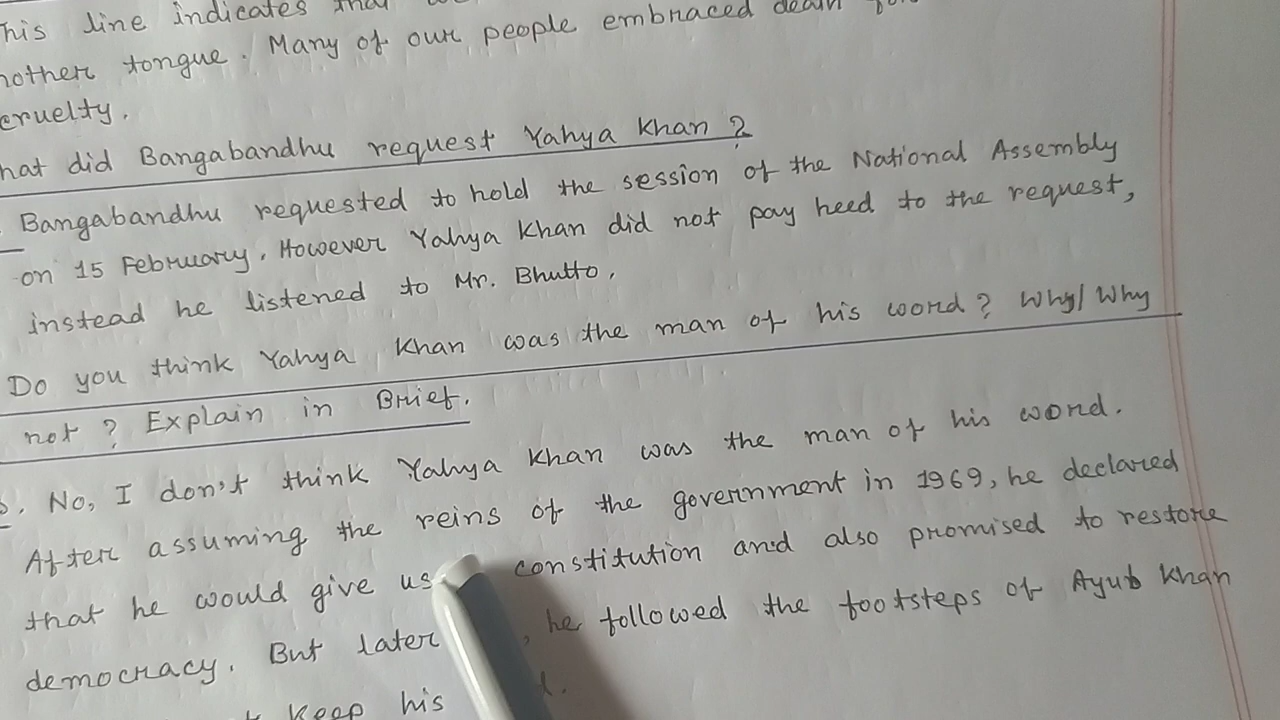 his line indicates that
mother tongue. Many of our people embraced death for
cruelty.
hat did Bangabandhu request Yahya Khan?
Bangabandhu requested to hold the session of the National Assembly
on 15 February. However Yahya Khan did not pay heed to the request,
instead he listened to Mr. Bhutto.
Do you think Yahya Khan was the man of his word? Why/Why
not? Explain in Brief.
No, I don't think Yahya Khan was the man of his word.
After assuming the reins of the government in 1969, he declared
that he would give us constitution and also promised to restore
democracy. But later , he followed the footsteps of Ayub Khan
keep his